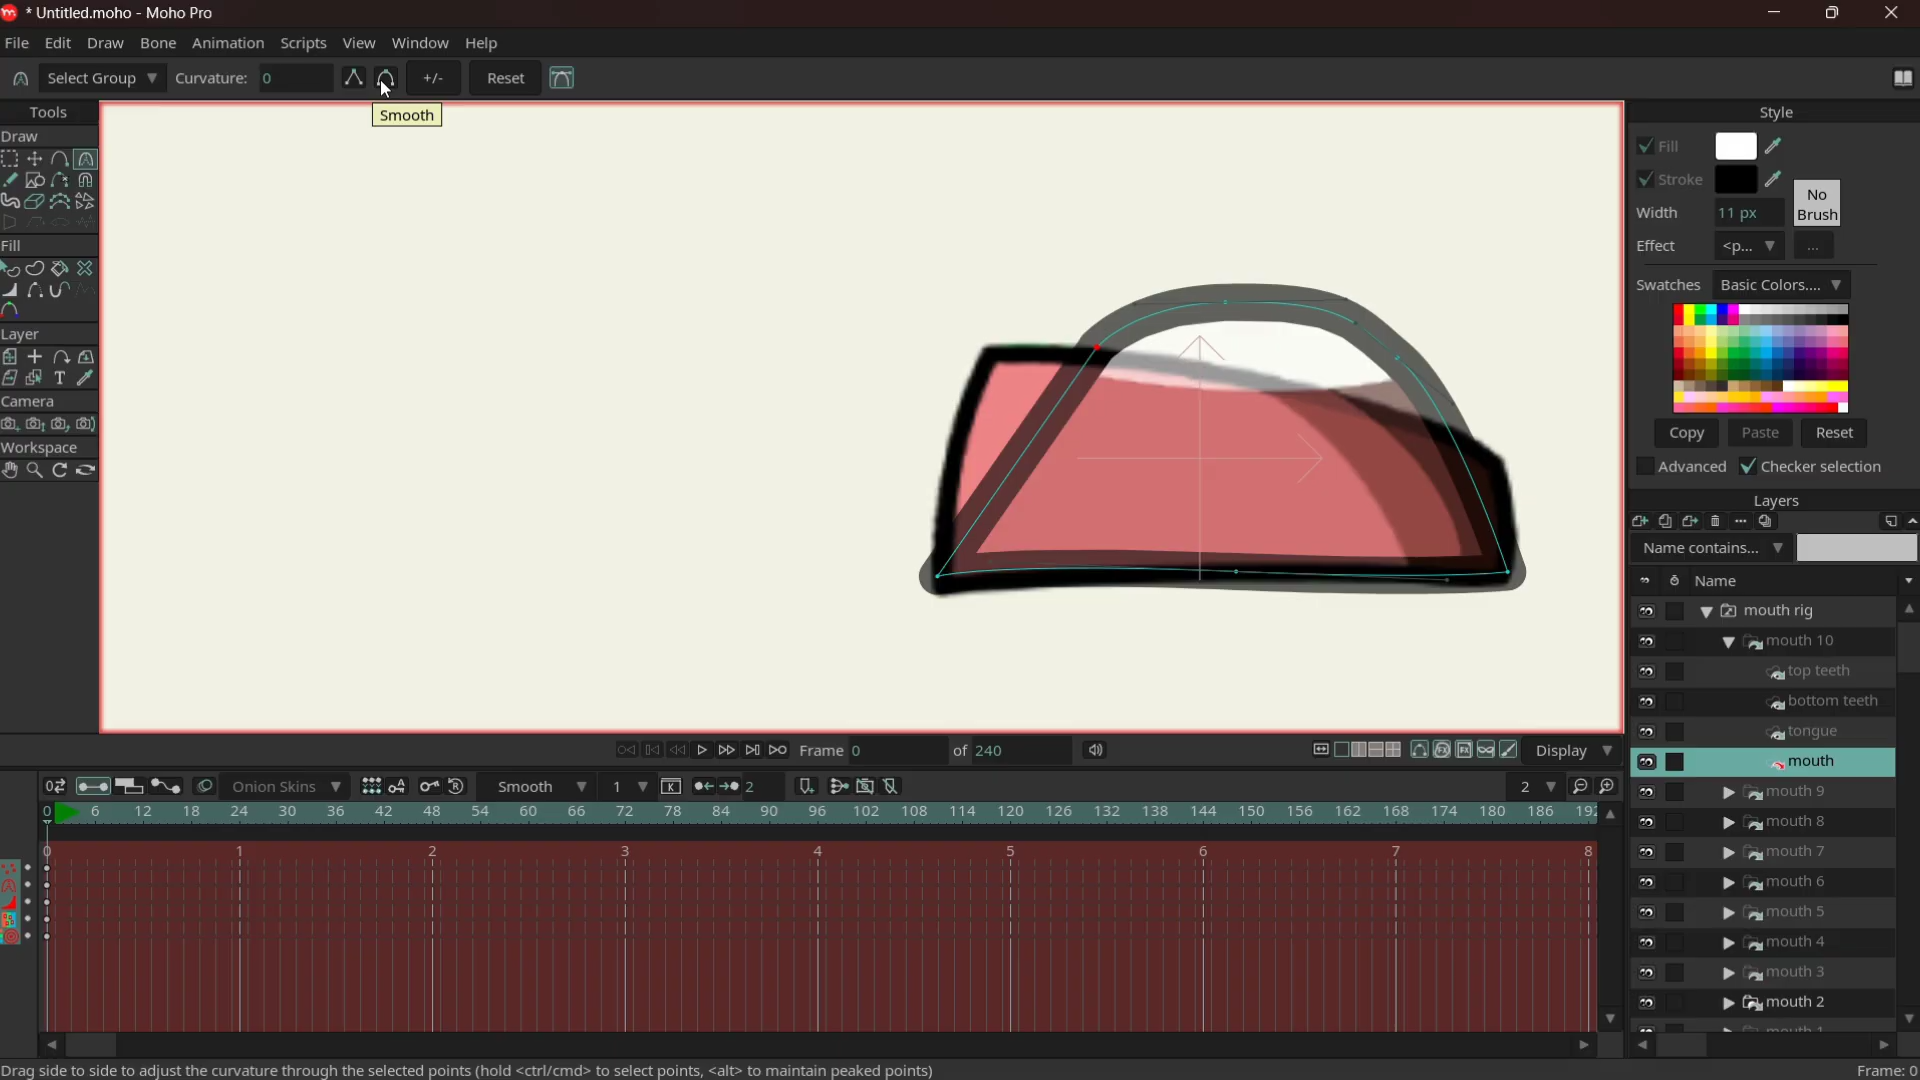 * Untitled.moho - Moho Pro
File Edit Draw Bone Animation Scripts View Window Help
Select Group Curvature: 0 +/- Reset
Smooth
Tools
Draw
Fill
Layer
Camera
Workspace
Style
Fill
Stroke
No Brush
Width 11 px
Effect <p... ...
Swatches Basic Colors....
Copy Paste Reset
Advanced Checker selection
Layers
Name contains...
Name
mouth rig
mouth 10
top teeth
bottom teeth
tongue
mouth
mouth 9
mouth 8
mouth 7
mouth 6
mouth 5
mouth 4
mouth 3
mouth 2
mouth 1
Frame 0 of 240 Display
Onion Skins Smooth 1 2 2
0 6 12 18 24 30 36 42 48 54 60 66 72 78 84 90 96 102 108 114 120 126 132 138 144 150 156 162 168 174 180 186 192
0 1 2 3 4 5 6 7 8
Drag side to side to adjust the curvature through the selected points (hold <ctrl/cmd> to select points, <alt> to maintain peaked points) Frame: 0